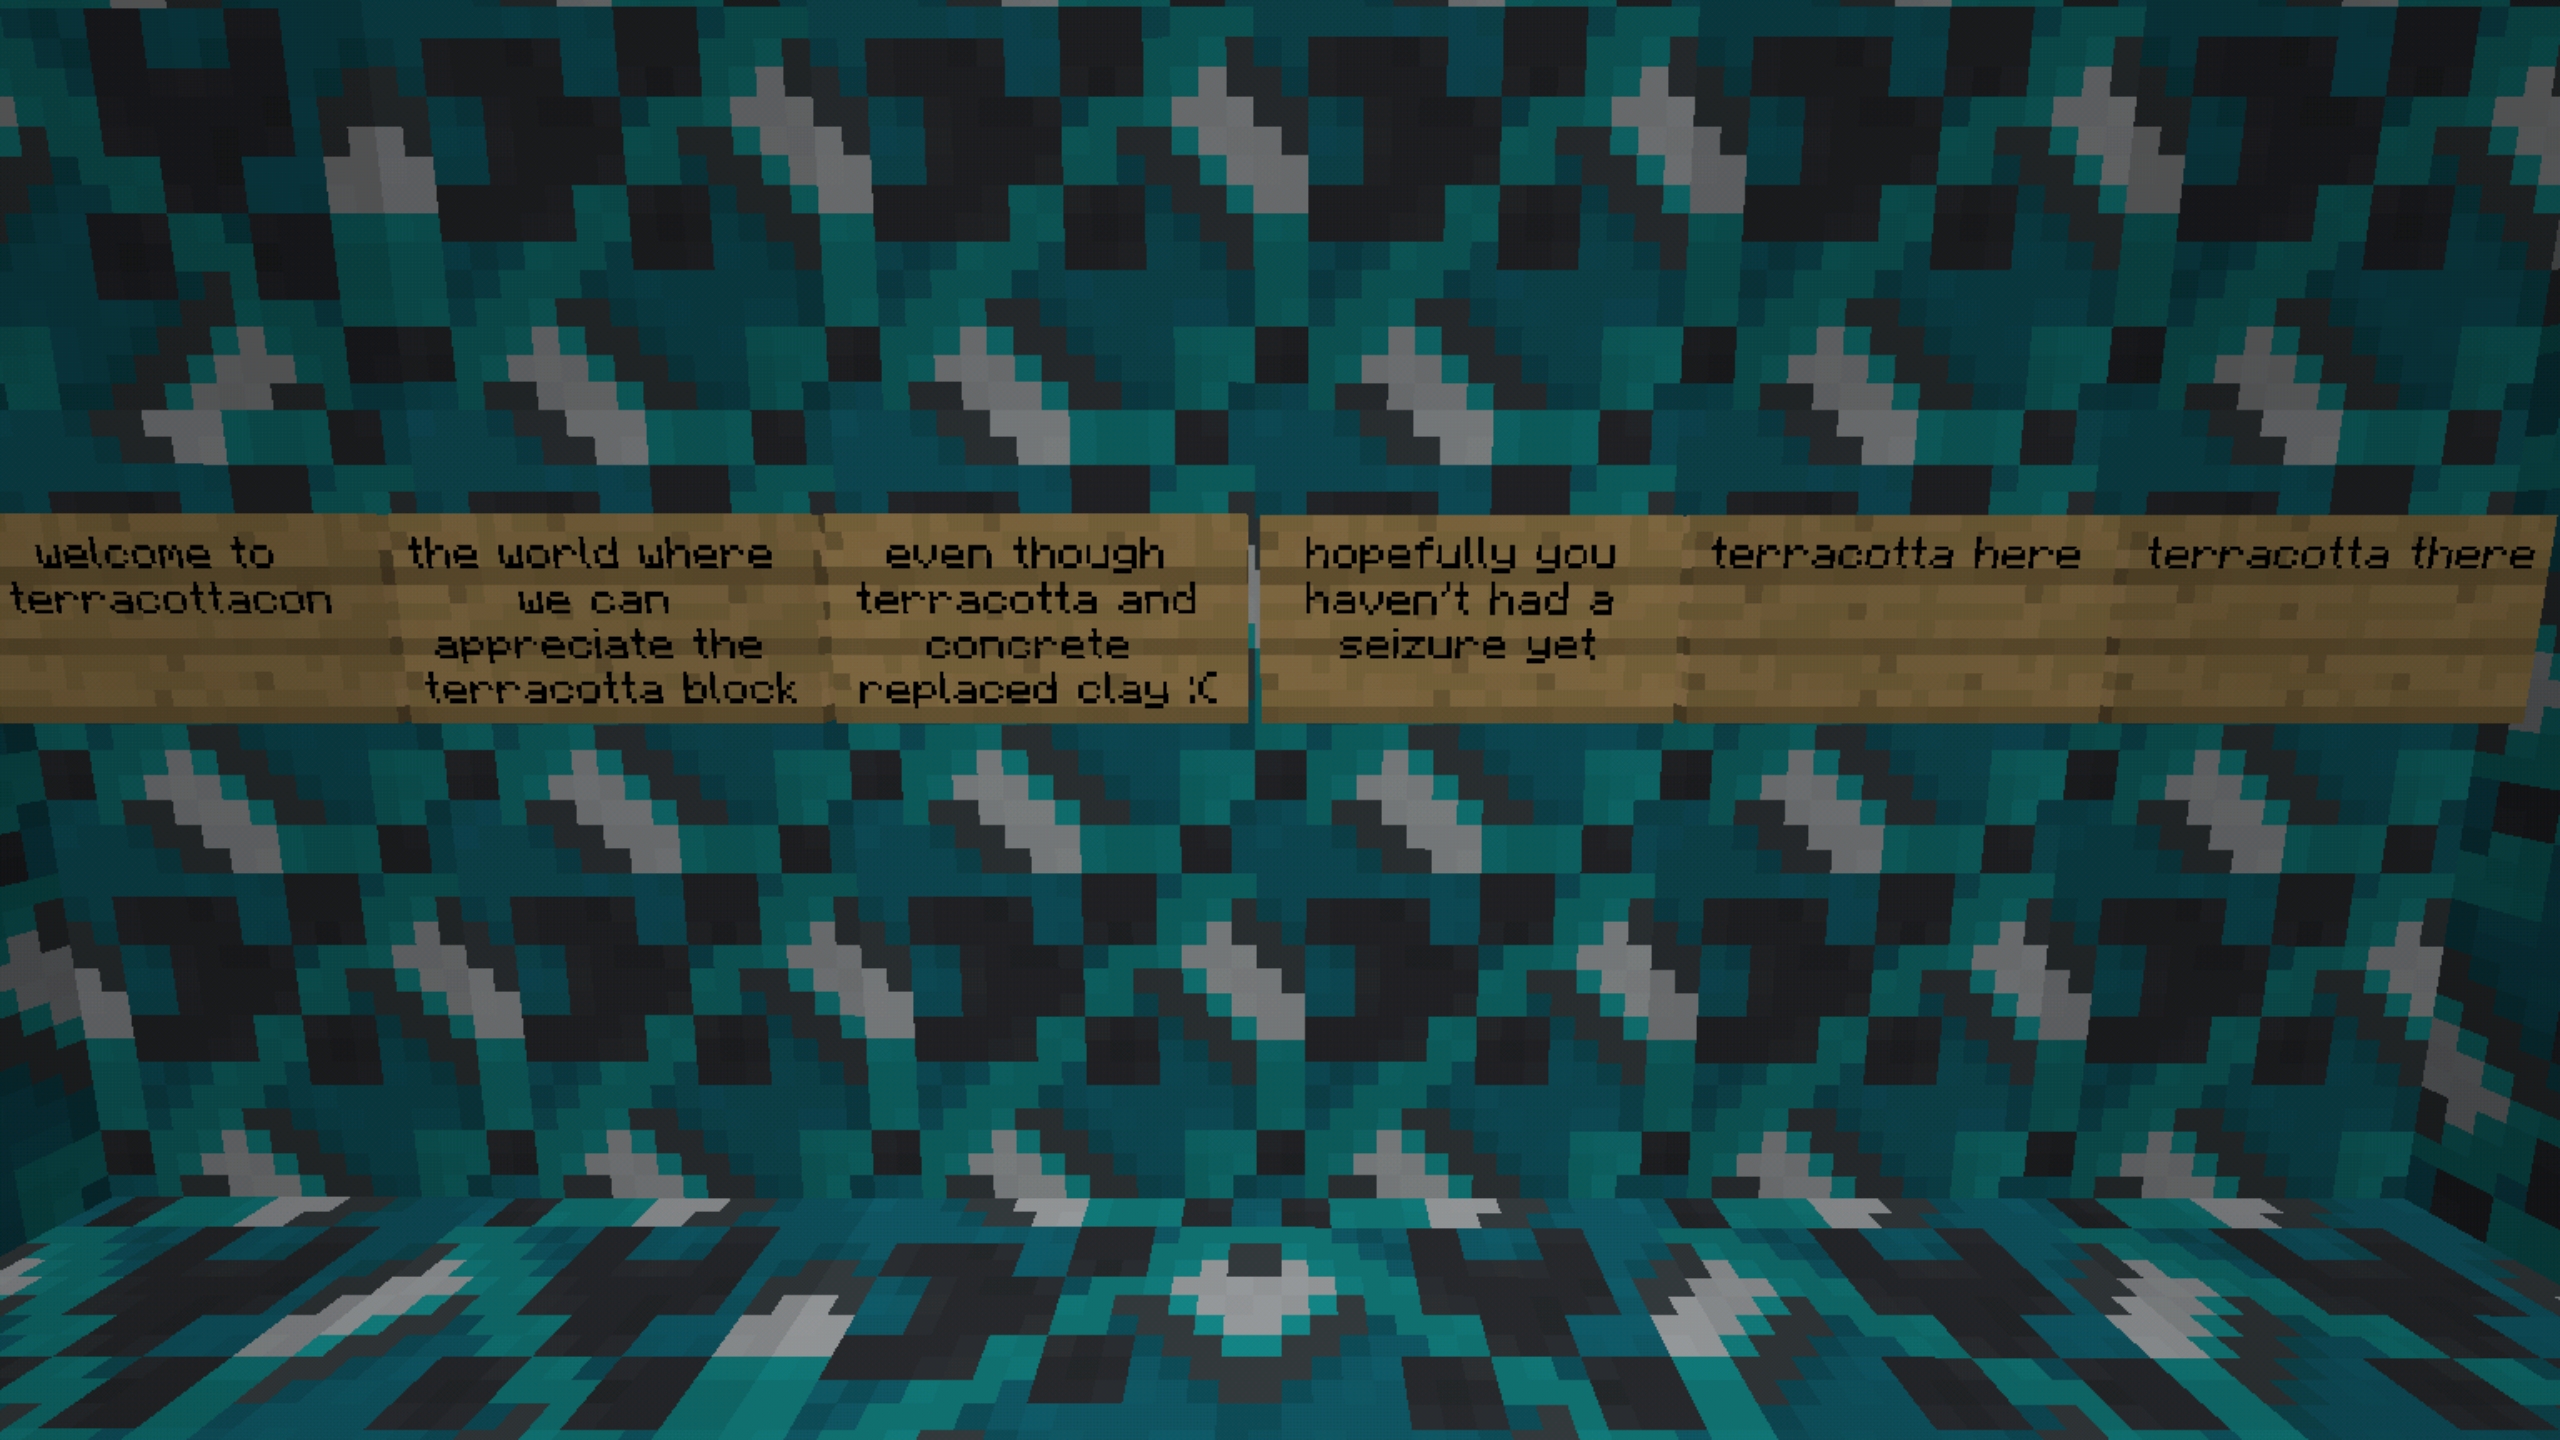 welcome to
terracottacon
the world where
we can
appreciate the
terracotta block
even though
terracotta and
concrete
replaced clay :(
hopefully you
haven't had a
seizure yet
terracotta here
terracotta there